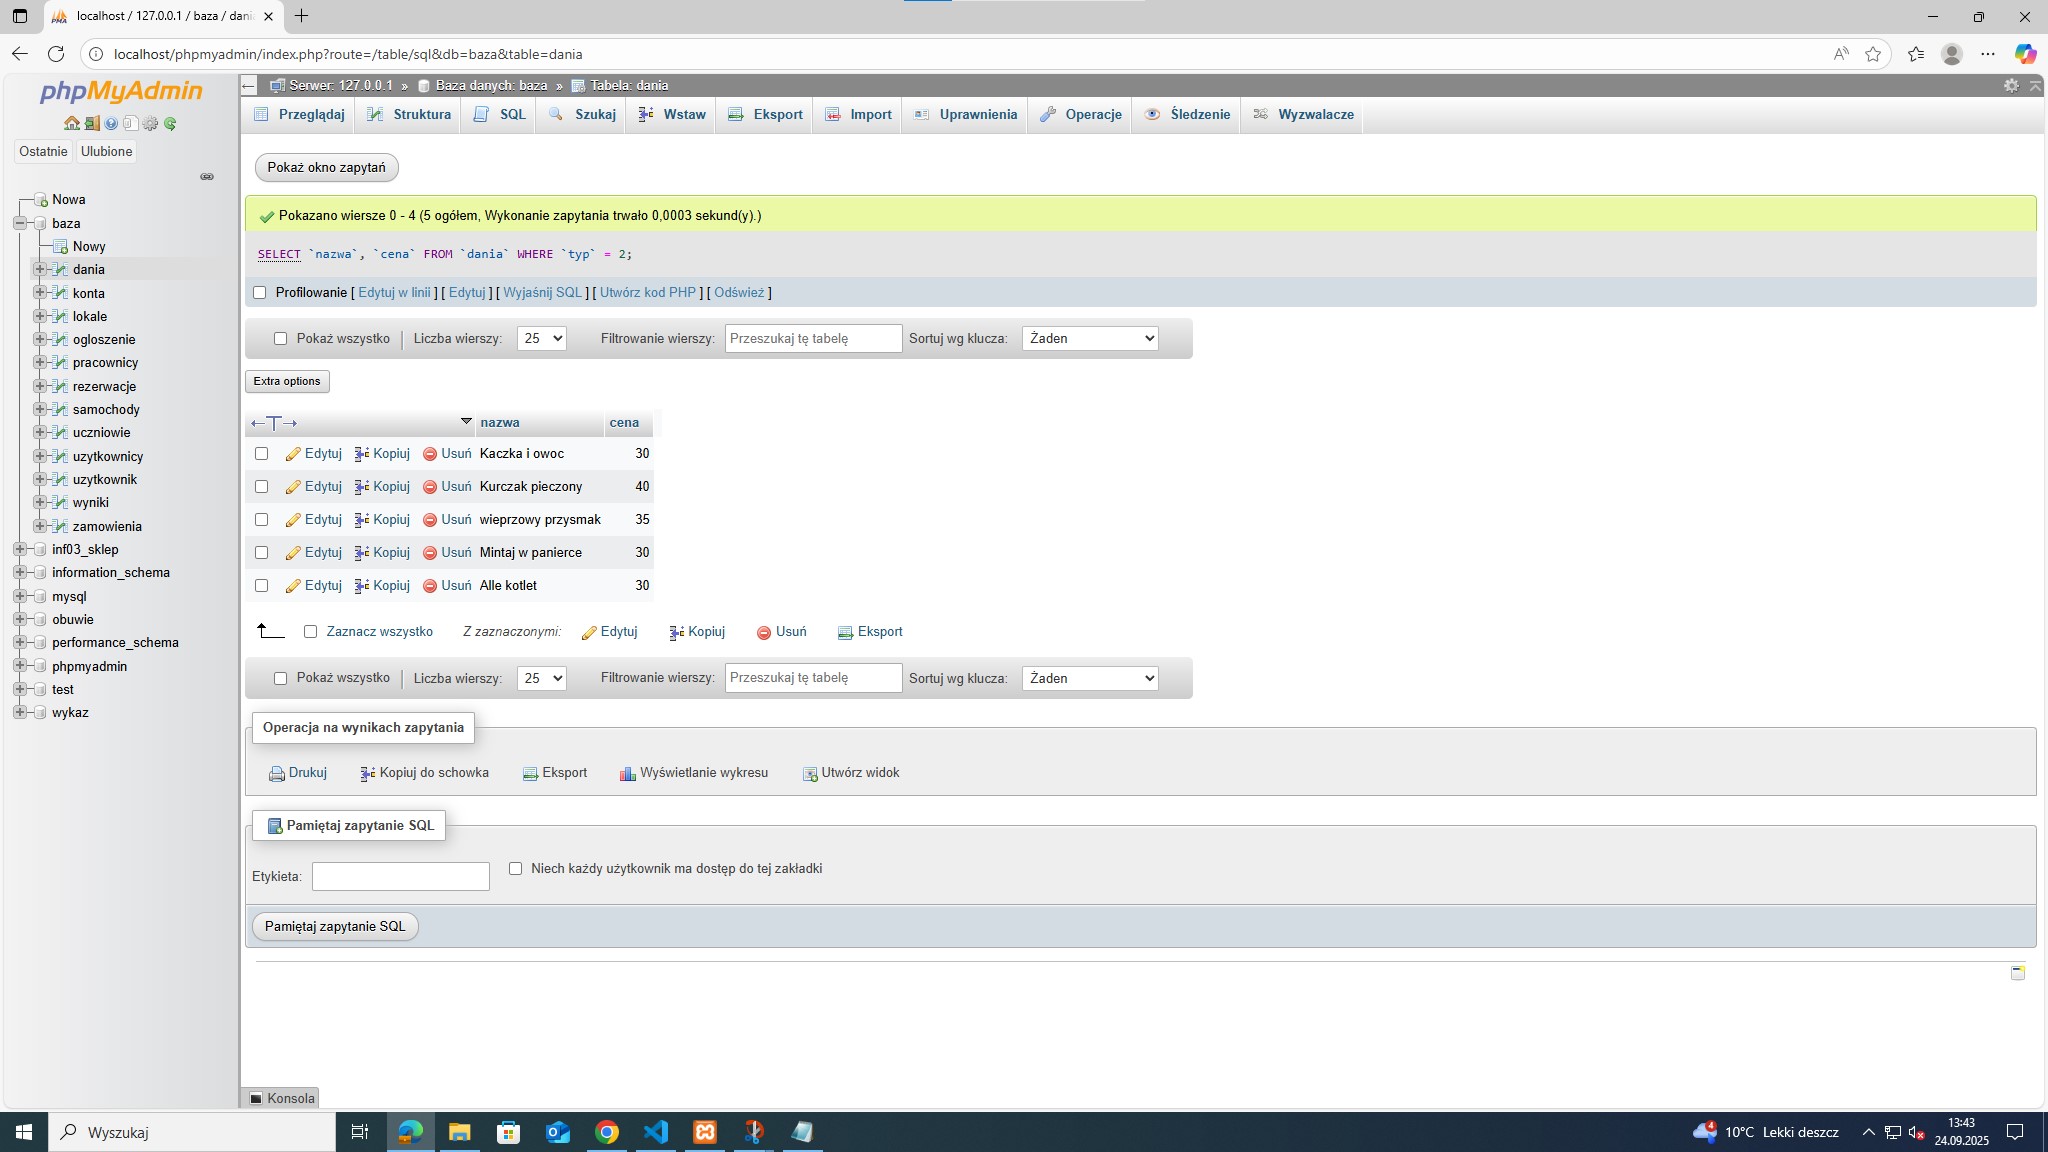 localhost / 127.0.0.1 / baza / dani
localhost/phpmyadmin/index.php?route=/table/sql&db=baza&table=dania
phpMyAdmin
Ostatnie Ulubione
Nowa
baza
Nowy
dania
konta
lokale
ogloszenie
pracownicy
rezerwacje
samochody
uczniowie
uzytkownicy
uzytkownik
wyniki
zamowienia
inf03_sklep
information_schema
mysql
obuwie
performance_schema
phpmyadmin
test
wykaz
Serwer: 127.0.0.1 » Baza danych: baza » Tabela: dania
Przeglądaj Struktura SQL Szukaj Wstaw Eksport Import Uprawnienia Operacje Śledzenie Wyzwalacze
Pokaż okno zapytań
Pokazano wiersze 0 - 4 (5 ogółem, Wykonanie zapytania trwało 0,0003 sekund(y).)
SELECT `nazwa`, `cena` FROM `dania` WHERE `typ` = 2;
Profilowanie [ Edytuj w linii ] [ Edytuj ] [ Wyjaśnij SQL ] [ Utwórz kod PHP ] [ Odśwież ]
Pokaż wszystko | Liczba wierszy: 25 Filtrowanie wierszy: Przeszukaj tę tabelę Sortuj wg klucza: Żaden
Extra options
←T→ nazwa cena
Edytuj Kopiuj Usuń Kaczka i owoc 30
Edytuj Kopiuj Usuń Kurczak pieczony 40
Edytuj Kopiuj Usuń wieprzowy przysmak 35
Edytuj Kopiuj Usuń Mintaj w panierce 30
Edytuj Kopiuj Usuń Alle kotlet 30
Zaznacz wszystko Z zaznaczonymi: Edytuj Kopiuj Usuń Eksport
Pokaż wszystko | Liczba wierszy: 25 Filtrowanie wierszy: Przeszukaj tę tabelę Sortuj wg klucza: Żaden
Operacja na wynikach zapytania
Drukuj Kopiuj do schowka Eksport Wyświetlanie wykresu Utwórz widok
Pamiętaj zapytanie SQL
Etykieta: Niech każdy użytkownik ma dostęp do tej zakładki
Pamiętaj zapytanie SQL
Konsola
Wyszukaj
4 10°C Lekki deszcz
13:43
24.09.2025